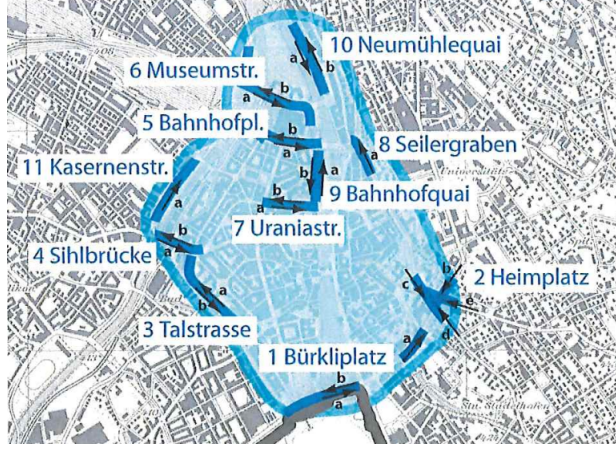 408
10 Neumühlequai
b
a
6 Museumstr.
b
a
5 Bahnhofpl.
b
a
8 Seilergraben
a
11 Kasernenstr.
a
9 Bahnhofquai
a
b
b
a
7 Uraniastr.
4 Sihlbrücke
b
a
2 Heimplatz
b
c
e
d
a
3 Talstrasse
a
b
1 Bürkliplatz
b
a